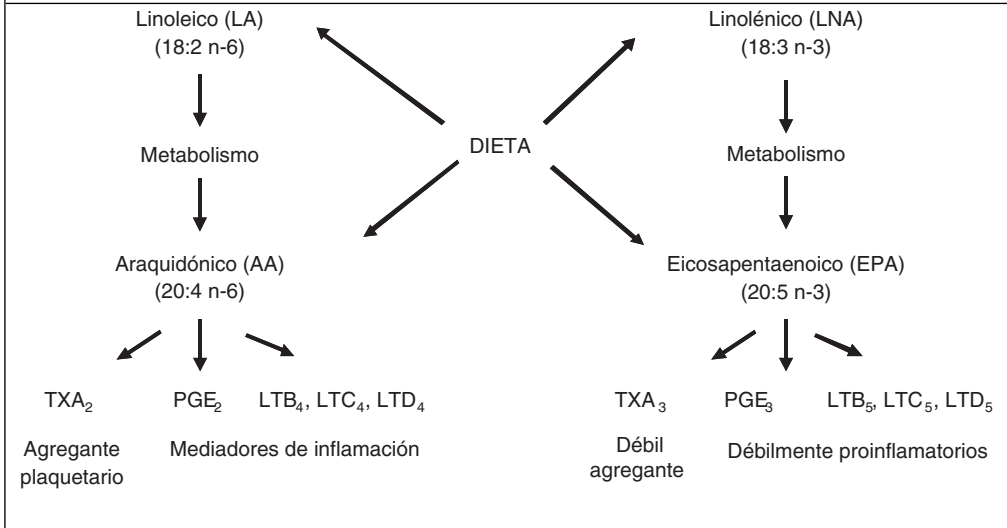 Linoleico (LA)
(18:2 n-6)
Linolénico (LNA)
(18:3 n-3)
DIETA
Metabolismo
Metabolismo
Araquidónico (AA)
(20:4 n-6)
Eicosapentaenoico (EPA)
(20:5 n-3)
TXA₂ PGE₂ LTB₄, LTC₄, LTD₄
Agregante
plaquetario
Mediadores de inflamación
TXA₃ PGE₃ LTB₅, LTC₅, LTD₅
Débil
agregante
Débilmente proinflamatorios